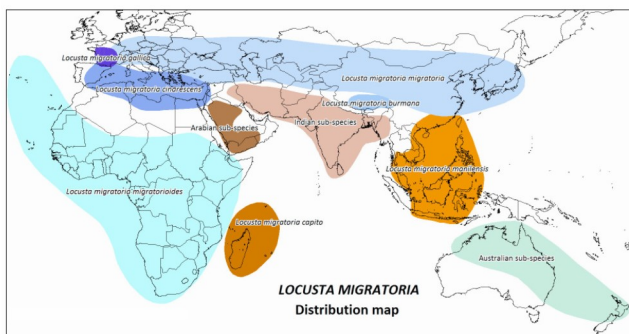 Locusta migratoria gallica
Locusta migratoria migratoria
Locusta migratoria cinerascens
Locusta migratoria burmana
Indian sub-species
Arabian sub-species
Locusta migratoria manilensis
Locusta migratoria migratorioides
Locusta migratoria capito
Australian sub-species
LOCUSTA MIGRATORIA
Distribution map